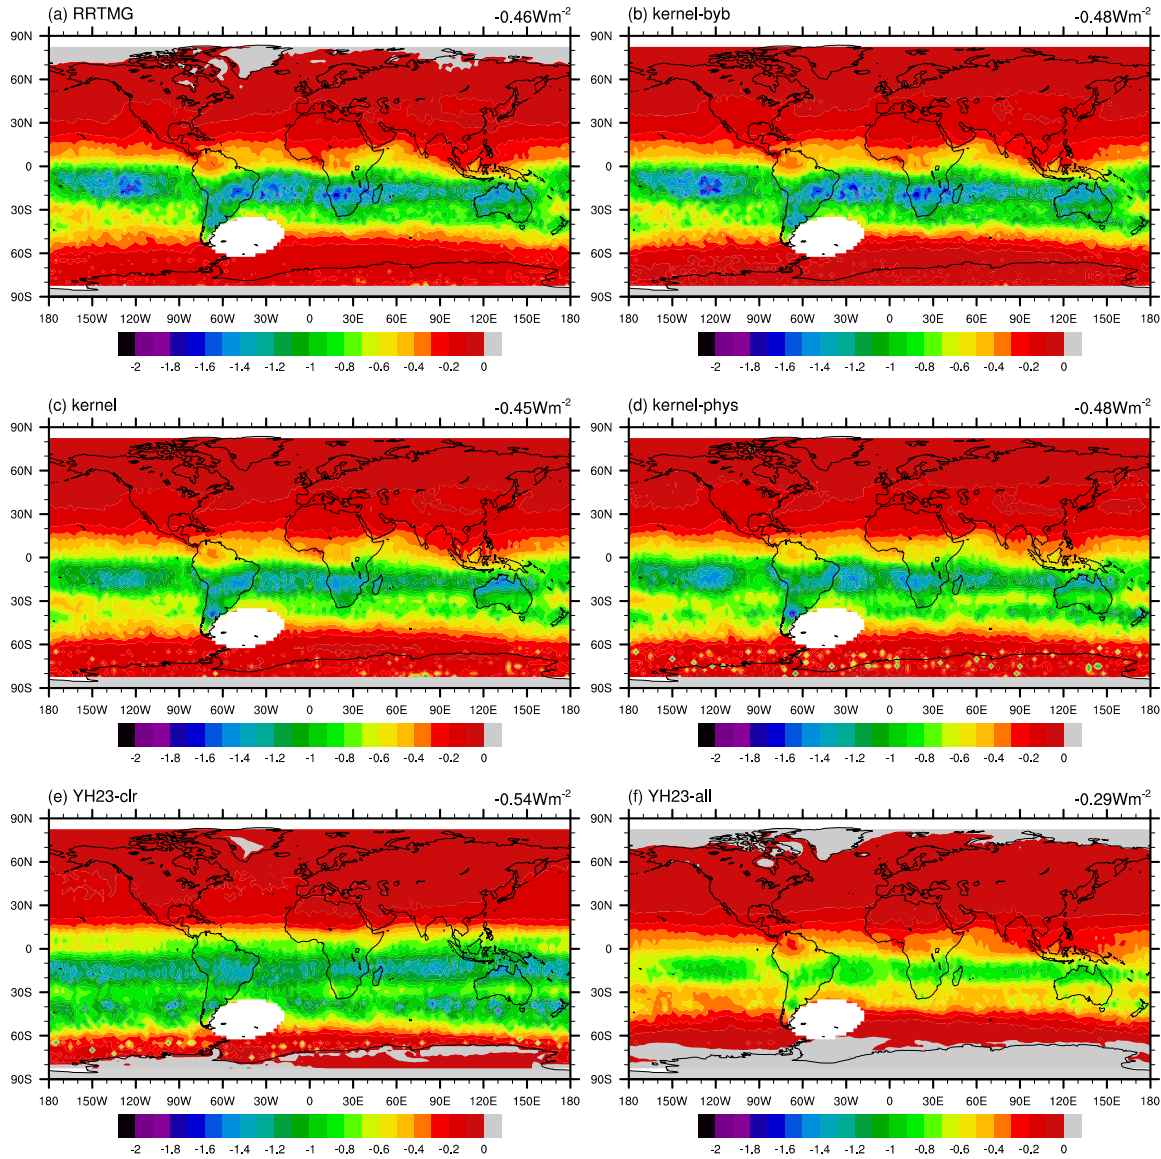 (a) RRTMG -0.46Wm⁻² (b) kernel-byb -0.48Wm⁻²
90N 90N
60N 60N
30N 30N
0 0
30S 30S
60S 60S
90S 90S
180 150W 120W 90W 60W 30W 0 30E 60E 90E 120E 150E 180 180 150W 120W 90W 60W 30W 0 30E 60E 90E 120E 150E 180
-2 -1.8 -1.6 -1.4 -1.2 -1 -0.8 -0.6 -0.4 -0.2 0 -2 -1.8 -1.6 -1.4 -1.2 -1 -0.8 -0.6 -0.4 -0.2 0
(c) kernel -0.45Wm⁻² (d) kernel-phys -0.48Wm⁻²
90N 90N
60N 60N
30N 30N
0 0
30S 30S
60S 60S
90S 90S
180 150W 120W 90W 60W 30W 0 30E 60E 90E 120E 150E 180 180 150W 120W 90W 60W 30W 0 30E 60E 90E 120E 150E 180
-2 -1.8 -1.6 -1.4 -1.2 -1 -0.8 -0.6 -0.4 -0.2 0 -2 -1.8 -1.6 -1.4 -1.2 -1 -0.8 -0.6 -0.4 -0.2 0
(e) YH23-clr -0.54Wm⁻² (f) YH23-all -0.29Wm⁻²
90N 90N
60N 60N
30N 30N
0 0
30S 30S
60S 60S
90S 90S
180 150W 120W 90W 60W 30W 0 30E 60E 90E 120E 150E 180 180 150W 120W 90W 60W 30W 0 30E 60E 90E 120E 150E 180
-2 -1.8 -1.6 -1.4 -1.2 -1 -0.8 -0.6 -0.4 -0.2 0 -2 -1.8 -1.6 -1.4 -1.2 -1 -0.8 -0.6 -0.4 -0.2 0